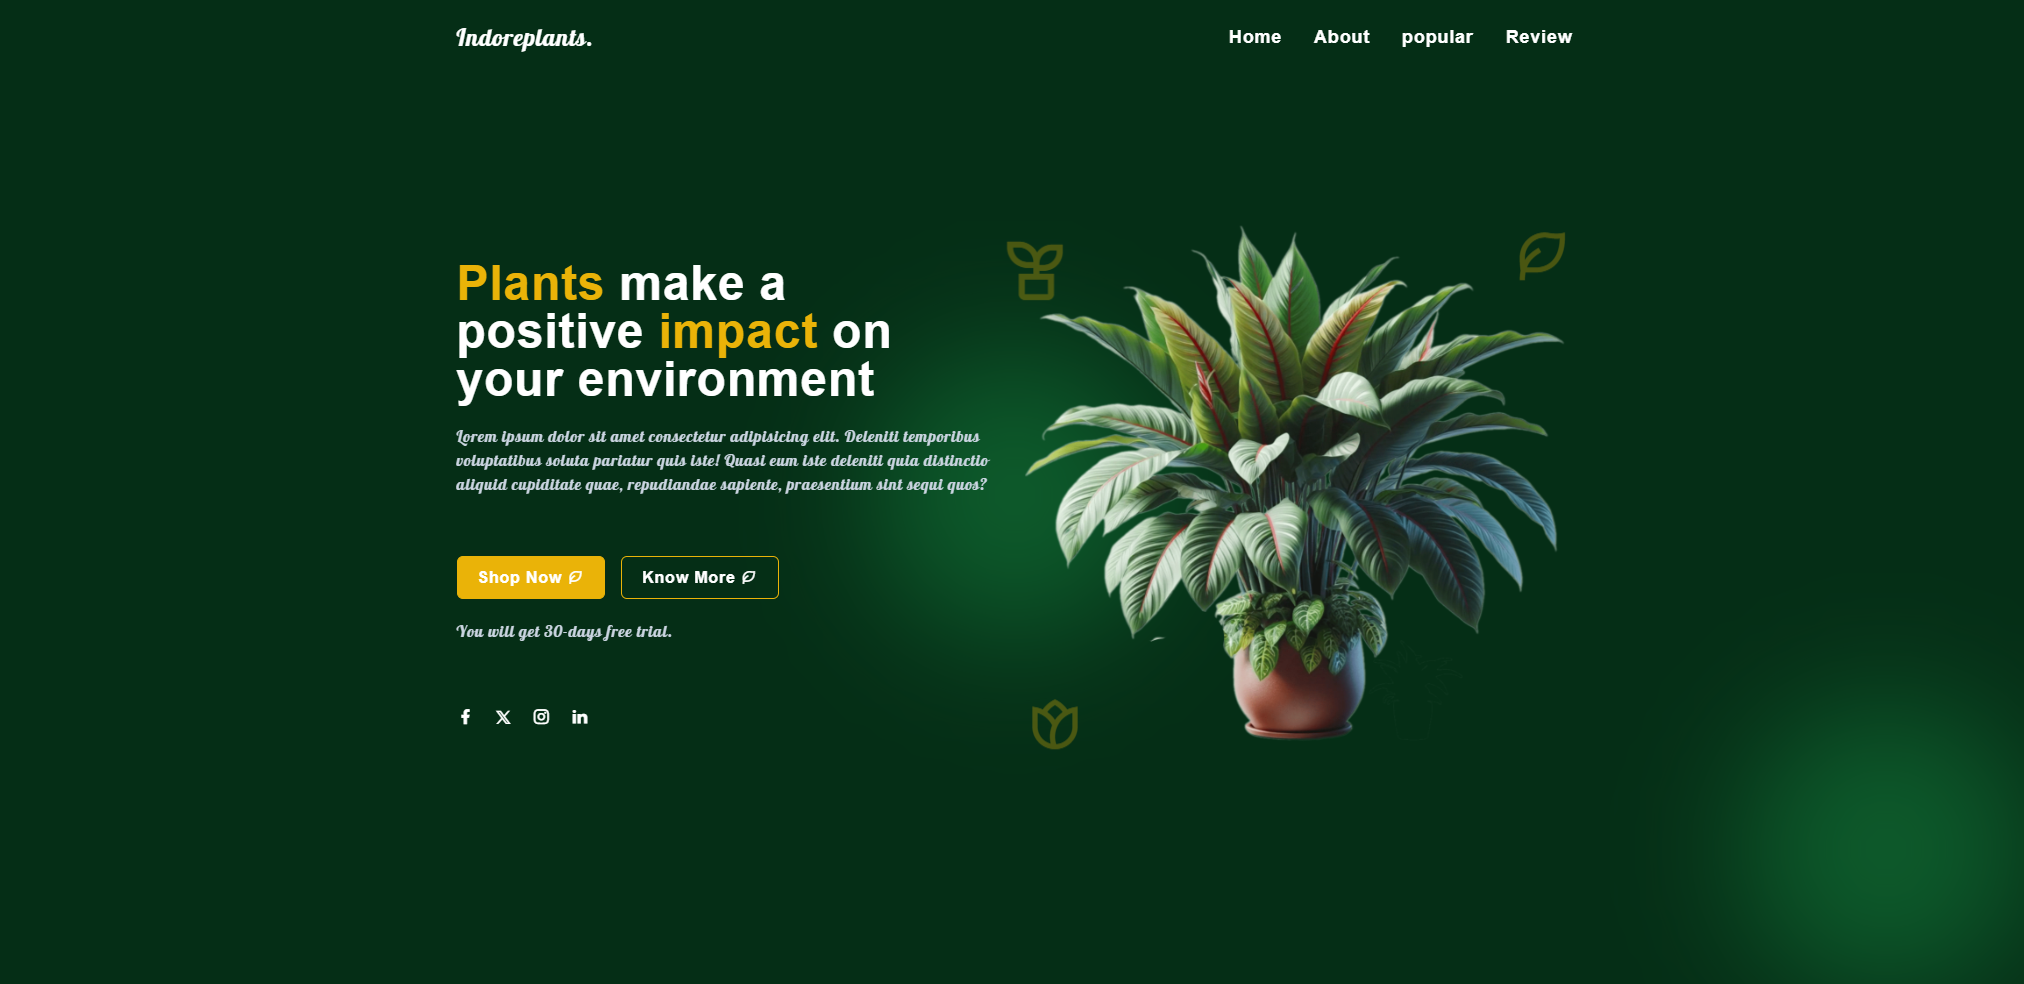 Indoreplants.
Home About popular Review
Plants make a
positive impact on
your environment
Lorem ipsum dolor sit amet consectetur adipisicing elit. Deleniti temporibus
voluptatibus soluta pariatur quis iste! Quasi eum iste deleniti quia distinctio
aliquid cupiditate quae, repudiandae sapiente, praesentium sint sequi quos?
Shop Now Know More
You will get 30-days free trial.